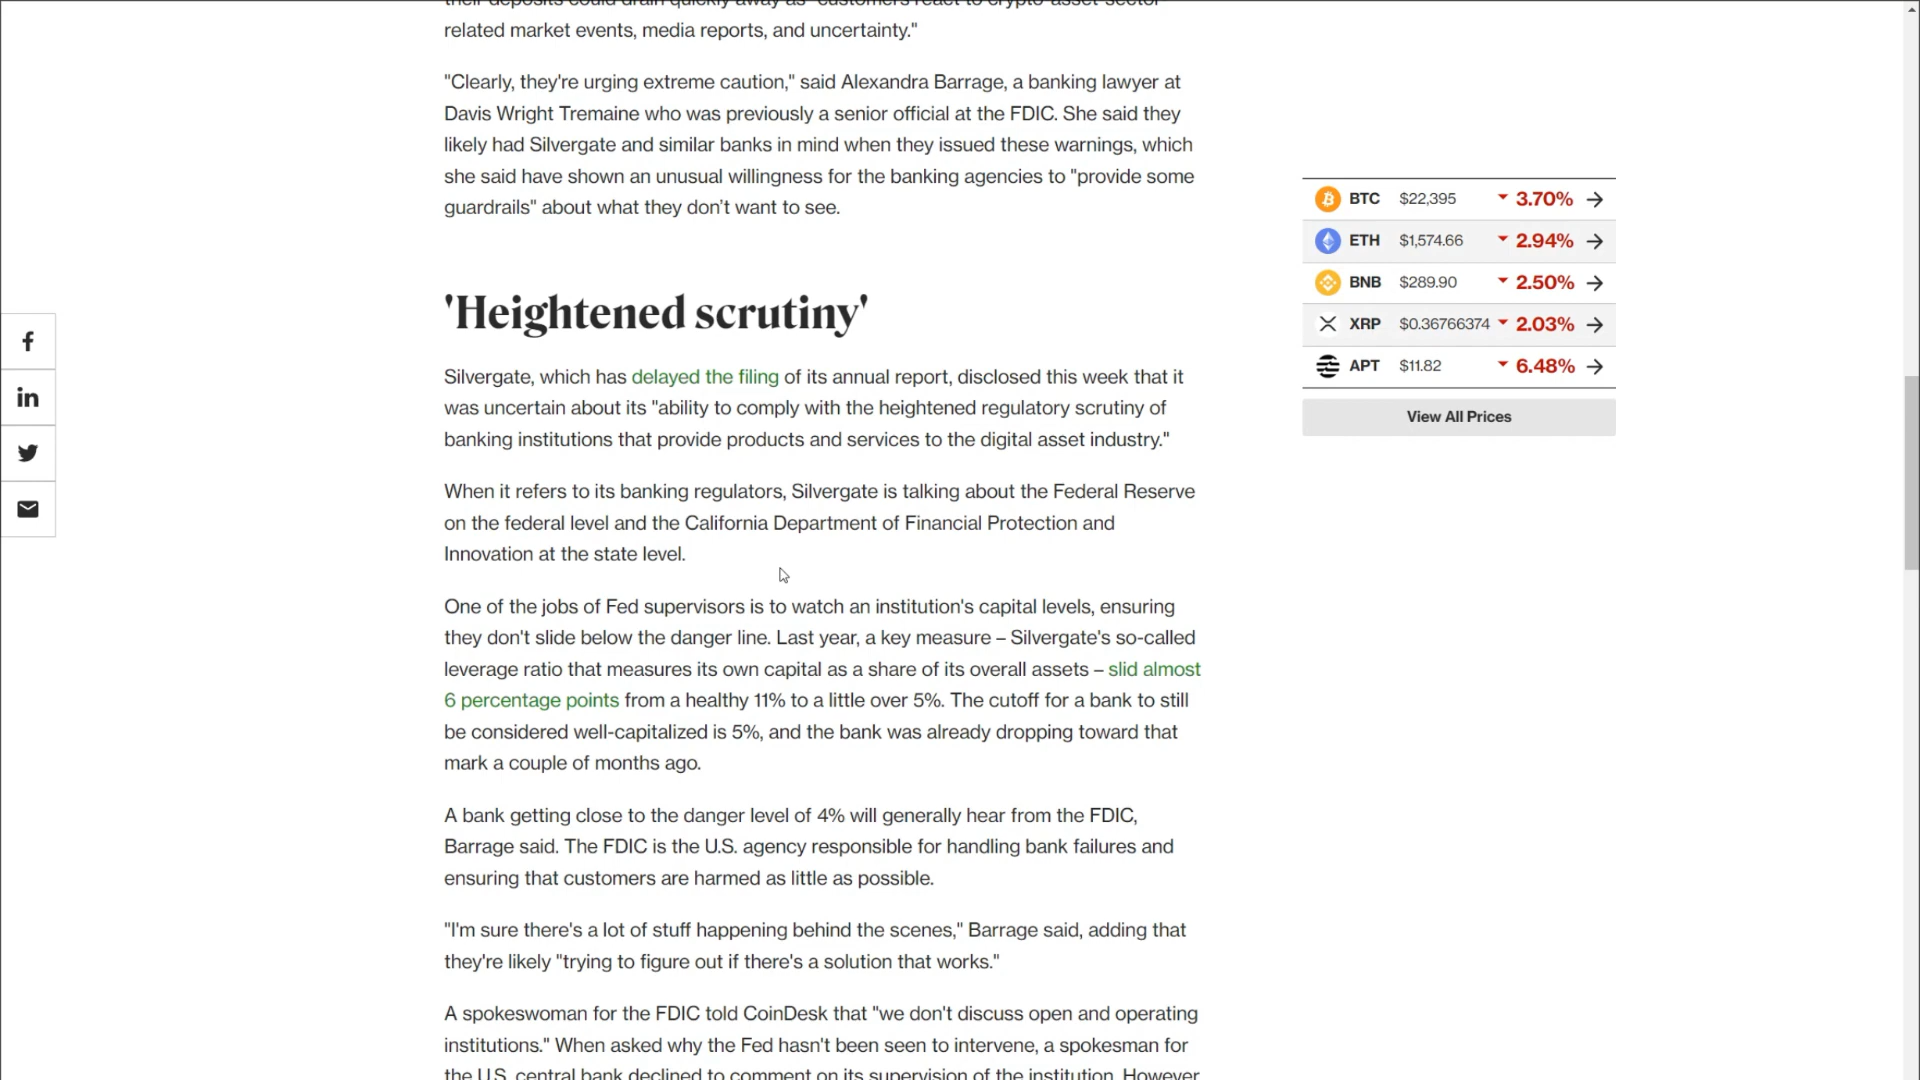 their deposits could drain quickly away as "customers react to crypto-asset-sector-
related market events, media reports, and uncertainty."
"Clearly, they're urging extreme caution," said Alexandra Barrage, a banking lawyer at
Davis Wright Tremaine who was previously a senior official at the FDIC. She said they
likely had Silvergate and similar banks in mind when they issued these warnings, which
she said have shown an unusual willingness for the banking agencies to "provide some
guardrails" about what they don’t want to see.
'Heightened scrutiny'
Silvergate, which has delayed the filing of its annual report, disclosed this week that it
was uncertain about its "ability to comply with the heightened regulatory scrutiny of
banking institutions that provide products and services to the digital asset industry."
When it refers to its banking regulators, Silvergate is talking about the Federal Reserve
on the federal level and the California Department of Financial Protection and
Innovation at the state level.
One of the jobs of Fed supervisors is to watch an institution's capital levels, ensuring
they don't slide below the danger line. Last year, a key measure – Silvergate's so-called
leverage ratio that measures its own capital as a share of its overall assets – slid almost
6 percentage points from a healthy 11% to a little over 5%. The cutoff for a bank to still
be considered well-capitalized is 5%, and the bank was already dropping toward that
mark a couple of months ago.
A bank getting close to the danger level of 4% will generally hear from the FDIC,
Barrage said. The FDIC is the U.S. agency responsible for handling bank failures and
ensuring that customers are harmed as little as possible.
"I'm sure there's a lot of stuff happening behind the scenes," Barrage said, adding that
they're likely "trying to figure out if there's a solution that works."
A spokeswoman for the FDIC told CoinDesk that "we don't discuss open and operating
institutions." When asked why the Fed hasn't been seen to intervene, a spokesman for
the U.S. central bank declined to comment on its supervision of the institution. However
BTC $22,395 3.70%
ETH $1,574.66 2.94%
BNB $289.90 2.50%
XRP $0.36766374 2.03%
APT $11.82 6.48%
View All Prices